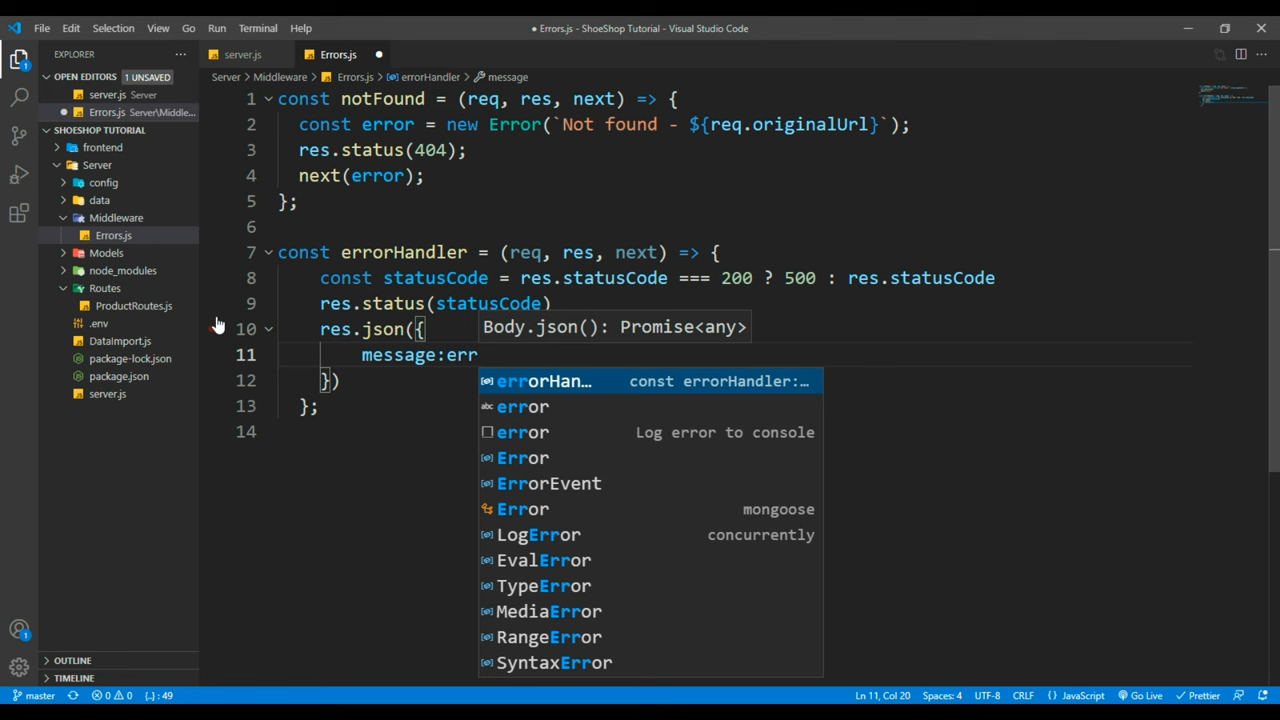 File Edit Selection View Go Run Terminal Help
● Errors.js - ShoeShop Tutorial - Visual Studio Code
EXPLORER
OPEN EDITORS 1 UNSAVED
server.js Server
Errors.js Server\Middle...
SHOESHOP TUTORIAL
frontend
Server
config
data
Middleware
Errors.js
Models
node_modules
Routes
ProductRoutes.js
.env
DataImport.js
package-lock.json
package.json
server.js
OUTLINE
TIMELINE
server.js Errors.js ●
Server > Middleware > Errors.js > errorHandler > message
1 const notFound = (req, res, next) => {
2 const error = new Error(`Not found - ${req.originalUrl}`);
3 res.status(404);
4 next(error);
5 };
6
7 const errorHandler = (req, res, next) => {
8 const statusCode = res.statusCode === 200 ? 500 : res.statusCode
9 res.status(statusCode)
10 res.json({
Body.json(): Promise<any>
11 message:err
12 })
13 };
14
errorHan... const errorHandler:...
abc error
error Log error to console
Error
ErrorEvent
Error mongoose
LogError concurrently
EvalError
TypeError
MediaError
RangeError
SyntaxError
1
1
master 0 0 {..} : 49
Ln 11, Col 20 Spaces: 4 UTF-8 CRLF {} JavaScript Go Live Prettier